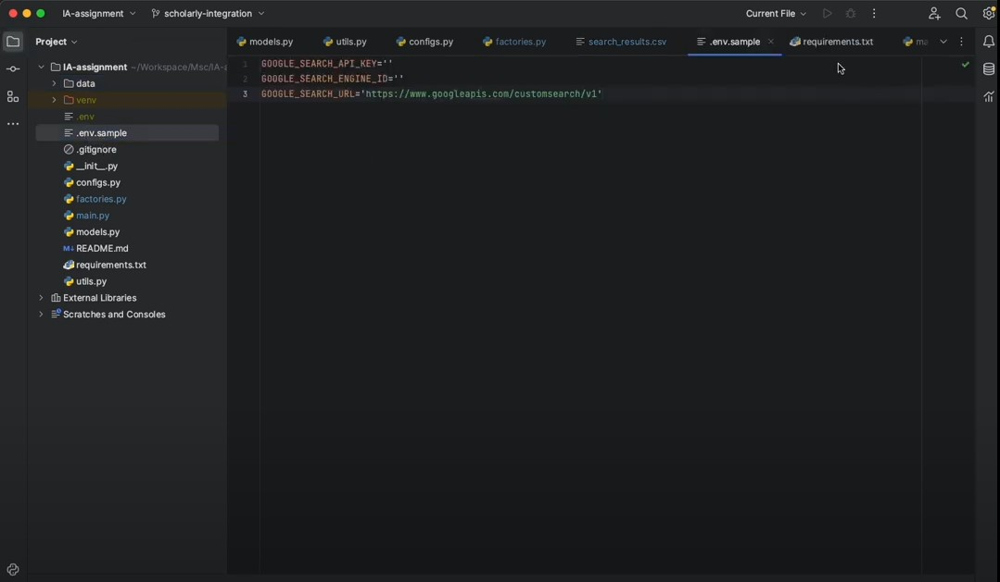 IA-assignment
scholarly-integration
Current File
Project
models.py
utils.py
configs.py
factories.py
search_results.csv
.env.sample
requirements.txt
ma
IA-assignment ~/Workspace/Msc/IA-a
data
venv
.env
.env.sample
.gitignore
__init__.py
configs.py
factories.py
main.py
models.py
M↓ README.md
requirements.txt
utils.py
External Libraries
Scratches and Consoles
1 GOOGLE_SEARCH_API_KEY=''
2 GOOGLE_SEARCH_ENGINE_ID=''
3 GOOGLE_SEARCH_URL='https://www.googleapis.com/customsearch/v1'